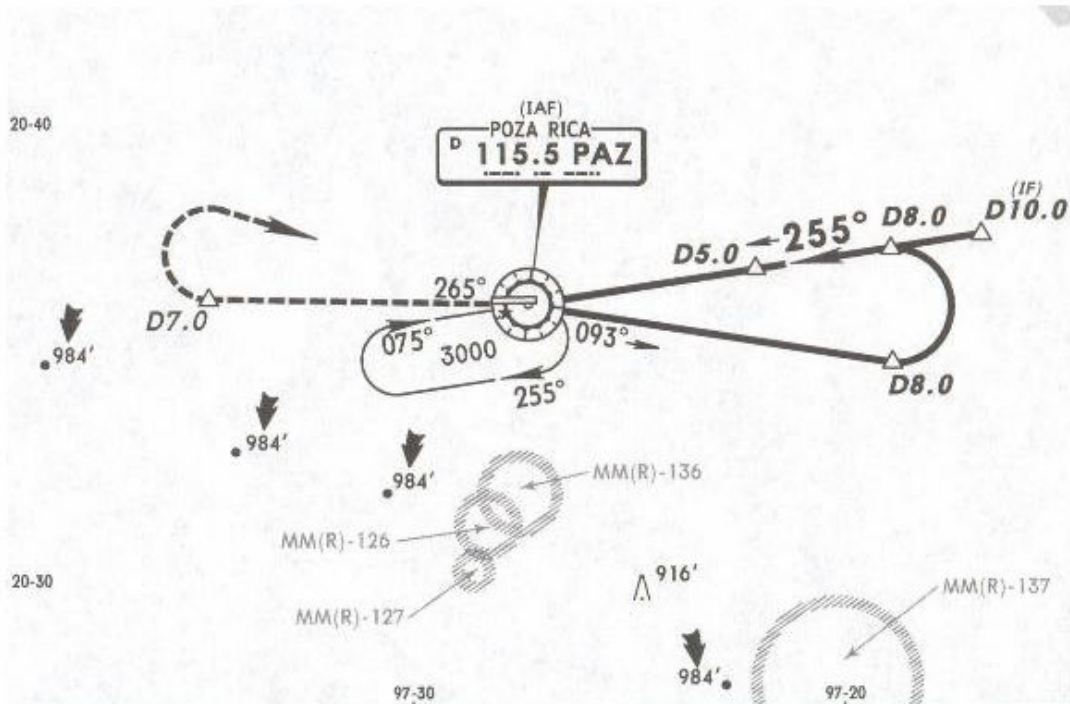 20-40
(IAF)
POZA RICA
D 115.5 PAZ
(IF)
D10.0
D8.0
255°
D5.0
265°
D7.0
075°
3000
093°
255°
D8.0
984'
984'
984'
MM(R)-136
MM(R)-126
MM(R)-127
20-30
916'
MM(R)-137
984'
97-30
97-20